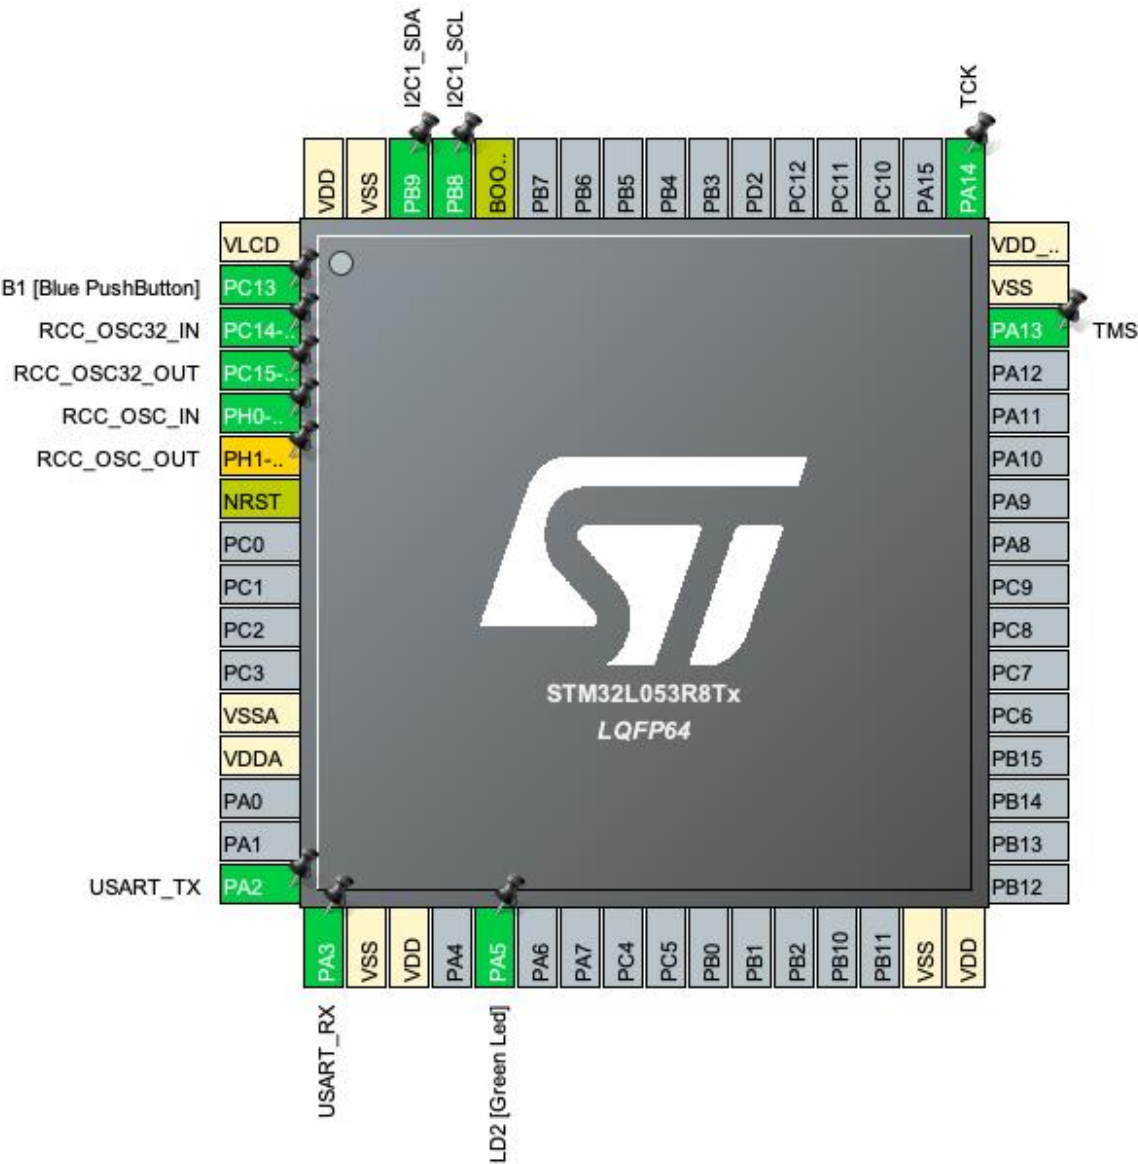 I2C1_SDA
I2C1_SCL
TCK
VDD
VSS
PB9
PB8
BOO..
PB7
PB6
PB5
PB4
PB3
PD2
PC12
PC11
PC10
PA15
PA14
VLCD
B1 [Blue PushButton]
PC13
RCC_OSC32_IN
PC14-..
RCC_OSC32_OUT
PC15-..
RCC_OSC_IN
PH0-..
RCC_OSC_OUT
PH1-..
NRST
PC0
PC1
PC2
PC3
VSSA
VDDA
PA0
PA1
USART_TX
PA2
ST
STM32L053R8Tx
LQFP64
VDD_..
VSS
PA13
TMS
PA12
PA11
PA10
PA9
PA8
PC9
PC8
PC7
PC6
PB15
PB14
PB13
PB12
PA3
VSS
VDD
PA4
PA5
PA6
PA7
PC4
PC5
PB0
PB1
PB2
PB10
PB11
VSS
VDD
USART_RX
LD2 [Green Led]